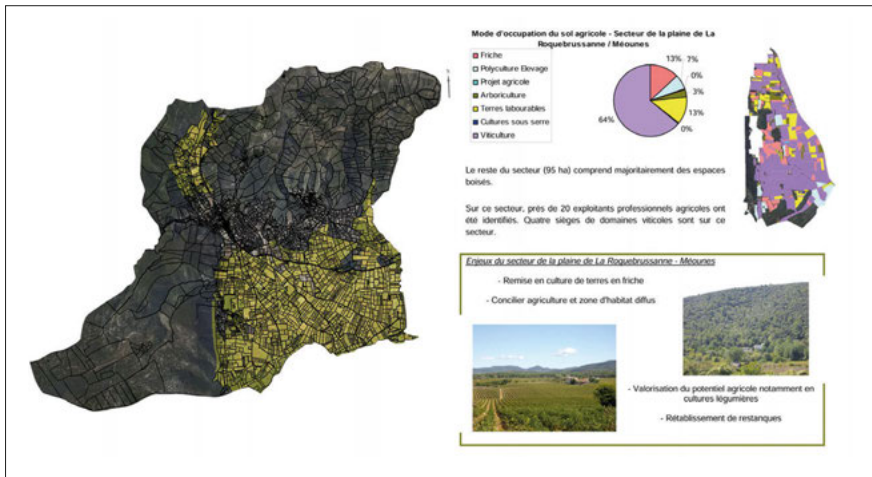 Mode d'occupation du sol agricole - Secteur de la plaine de La
Roquebrussanne / Méounes
Friche
Polyculture Elevage
Projet agricole
Arboriculture
Terres labourables
Cultures sous serre
Viticulture
13%
7%
0%
3%
13%
0%
64%
Le reste du secteur (95 ha) comprend majoritairement des espaces
boisés.
Sur ce secteur, près de 20 exploitants professionnels agricoles ont
été identifiés. Quatre sièges de domaines viticoles sont sur ce
secteur.
Enjeux du secteur de la plaine de La Roquebrussanne - Méounes
- Remise en culture de terres en friche
- Concilier agriculture et zone d'habitat diffus
- Valorisation du potentiel agricole notamment en
cultures légumières
- Rétablissement de restanques